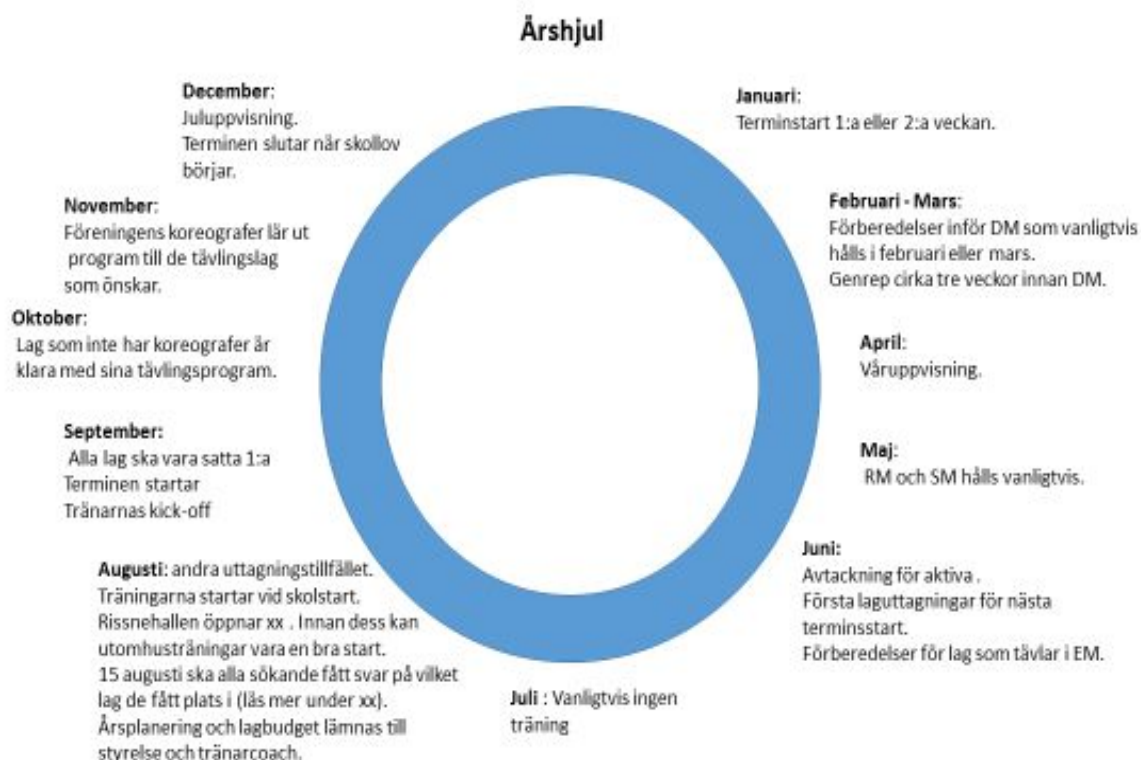 Årshjul
Januari:
Terminstart 1:a eller 2:a veckan.
Februari - Mars:
Förberedelser inför DM som vanligtvis
hålls i februari eller mars.
Genrep cirka tre veckor innan DM.
April:
Våruppvisning.
Maj:
RM och SM hålls vanligtvis.
Juni:
Avtackning för aktiva .
Första laguttagningar för nästa
terminsstart.
Förberedelser för lag som tävlar i EM.
Juli : Vanligtvis ingen
träning
Augusti: andra uttagningstillfället.
Träningarna startar vid skolstart.
Rissnehallen öppnar xx . Innan dess kan
utomhusträningar vara en bra start.
15 augusti ska alla sökande fått svar på vilket
lag de fått plats i (läs mer under xx).
Årsplanering och lagbudget lämnas till
styrelse och tränarcoach.
September:
Alla lag ska vara satta 1:a
Terminen startar
Tränarnas kick-off
Oktober:
Lag som inte har koreografer är
klara med sina tävlingsprogram.
November:
Föreningens koreografer lär ut
program till de tävlingslag
som önskar.
December:
Juluppvisning.
Terminen slutar när skollov
börjar.